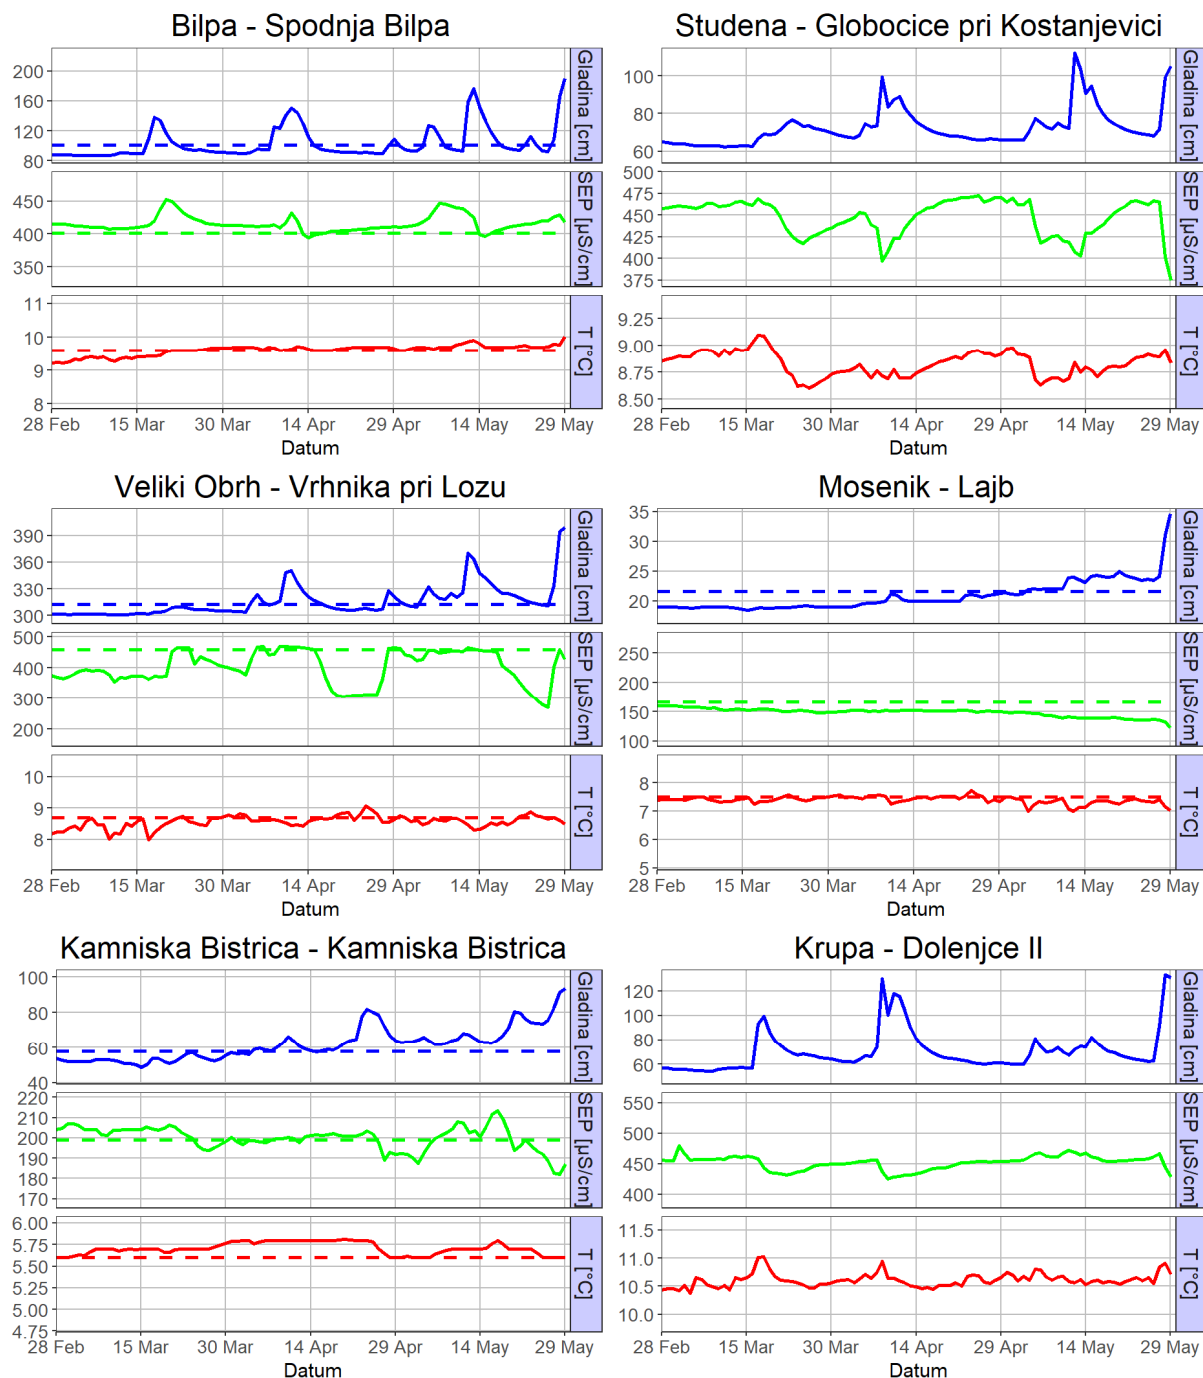 Bilpa - Spodnja Bilpa
200
160
120
80
Gladina [cm]
450
400
350
SEP [µS/cm]
11
10
9
8
T [°C]
28 Feb 15 Mar 30 Mar 14 Apr 29 Apr 14 May 29 May
Datum
Studena - Globocice pri Kostanjevici
100
80
60
Gladina [cm]
500
475
450
425
400
375
SEP [µS/cm]
9.25
9.00
8.75
8.50
T [°C]
28 Feb 15 Mar 30 Mar 14 Apr 29 Apr 14 May 29 May
Datum
Veliki Obrh - Vrhnika pri Lozu
390
360
330
300
Gladina [cm]
500
400
300
200
SEP [µS/cm]
10
9
8
T [°C]
28 Feb 15 Mar 30 Mar 14 Apr 29 Apr 14 May 29 May
Datum
Mosenik - Lajb
35
30
25
20
Gladina [cm]
250
200
150
100
SEP [µS/cm]
8
7
6
5
T [°C]
28 Feb 15 Mar 30 Mar 14 Apr 29 Apr 14 May 29 May
Datum
Kamniska Bistrica - Kamniska Bistrica
100
80
60
40
Gladina [cm]
220
210
200
190
180
170
SEP [µS/cm]
6.00
5.75
5.50
5.25
5.00
4.75
T [°C]
28 Feb 15 Mar 30 Mar 14 Apr 29 Apr 14 May 29 May
Datum
Krupa - Dolenjce II
120
100
80
60
Gladina [cm]
550
500
450
400
SEP [µS/cm]
11.5
11.0
10.5
10.0
T [°C]
28 Feb 15 Mar 30 Mar 14 Apr 29 Apr 14 May 29 May
Datum